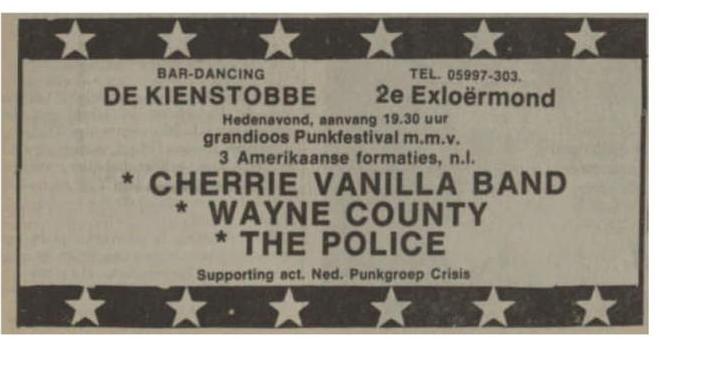 BAR-DANCING TEL. 05997-303.
DE KIENSTOBBE 2e Exloërmond
Hedenavond, aanvang 19.30 uur
grandioos Punkfestival m.m.v.
3 Amerikaanse formaties, n.l.
* CHERRIE VANILLA BAND
* WAYNE COUNTY
* THE POLICE
Supporting act. Ned. Punkgroep Crisis